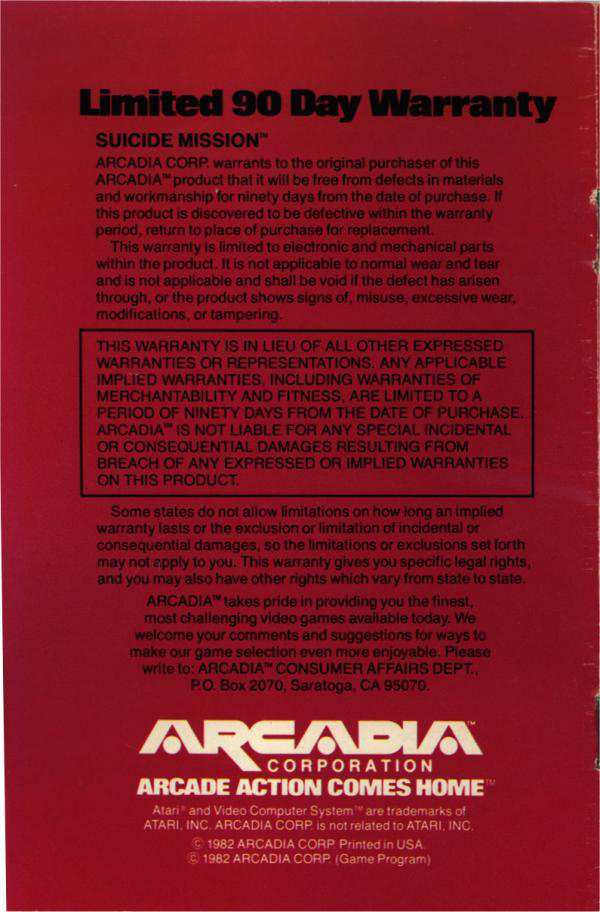 Limited 90 Day Warranty
SUICIDE MISSION™
ARCADIA CORP. warrants to the original purchaser of this
ARCADIA™ product that it will be free from defects in materials
and workmanship for ninety days from the date of purchase. If
this product is discovered to be defective within the warranty
period, return to place of purchase for replacement.
This warranty is limited to electronic and mechanical parts
within the product. It is not applicable to normal wear and tear
and is not applicable and shall be void if the defect has arisen
through, or the product shows signs of, misuse, excessive wear,
modifications, or tampering.
THIS WARRANTY IS IN LIEU OF ALL OTHER EXPRESSED
WARRANTIES OR REPRESENTATIONS. ANY APPLICABLE
IMPLIED WARRANTIES, INCLUDING WARRANTIES OF
MERCHANTABILITY AND FITNESS, ARE LIMITED TO A
PERIOD OF NINETY DAYS FROM THE DATE OF PURCHASE.
ARCADIA™ IS NOT LIABLE FOR ANY SPECIAL INCIDENTAL
OR CONSEQUENTIAL DAMAGES RESULTING FROM
BREACH OF ANY EXPRESSED OR IMPLIED WARRANTIES
ON THIS PRODUCT.
Some states do not allow limitations on how long an implied
warranty lasts or the exclusion or limitation of incidental or
consequential damages, so the limitations or exclusions set forth
may not apply to you. This warranty gives you specific legal rights,
and you may also have other rights which vary from state to state.
ARCADIA™ takes pride in providing you the finest,
most challenging video games available today. We
welcome your comments and suggestions for ways to
make our game selection even more enjoyable. Please
write to: ARCADIA™ CONSUMER AFFAIRS DEPT.,
P.O. Box 2070, Saratoga, CA 95070.
ARCADIA™
CORPORATION
ARCADE ACTION COMES HOME™
Atari® and Video Computer System™ are trademarks of
ATARI, INC. ARCADIA CORP. is not related to ATARI, INC.
© 1982 ARCADIA CORP. Printed in USA.
© 1982 ARCADIA CORP. (Game Program)